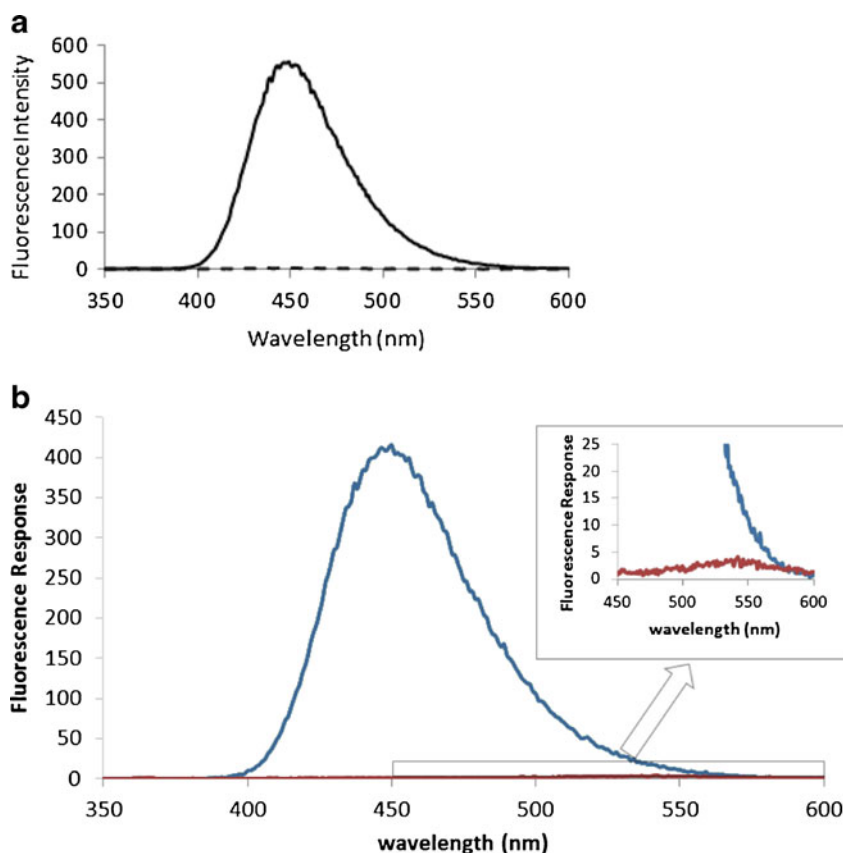 a
Fluorescence Intensity
600
500
400
300
200
100
0
350 400 450 500 550 600
Wavelength (nm)
b
Fluorescence Response
450
400
350
300
250
200
150
100
50
0
350 400 450 500 550 600
wavelength (nm)
Fluorescence Response
25
20
15
10
5
0
450 500 550 600
wavelength (nm)